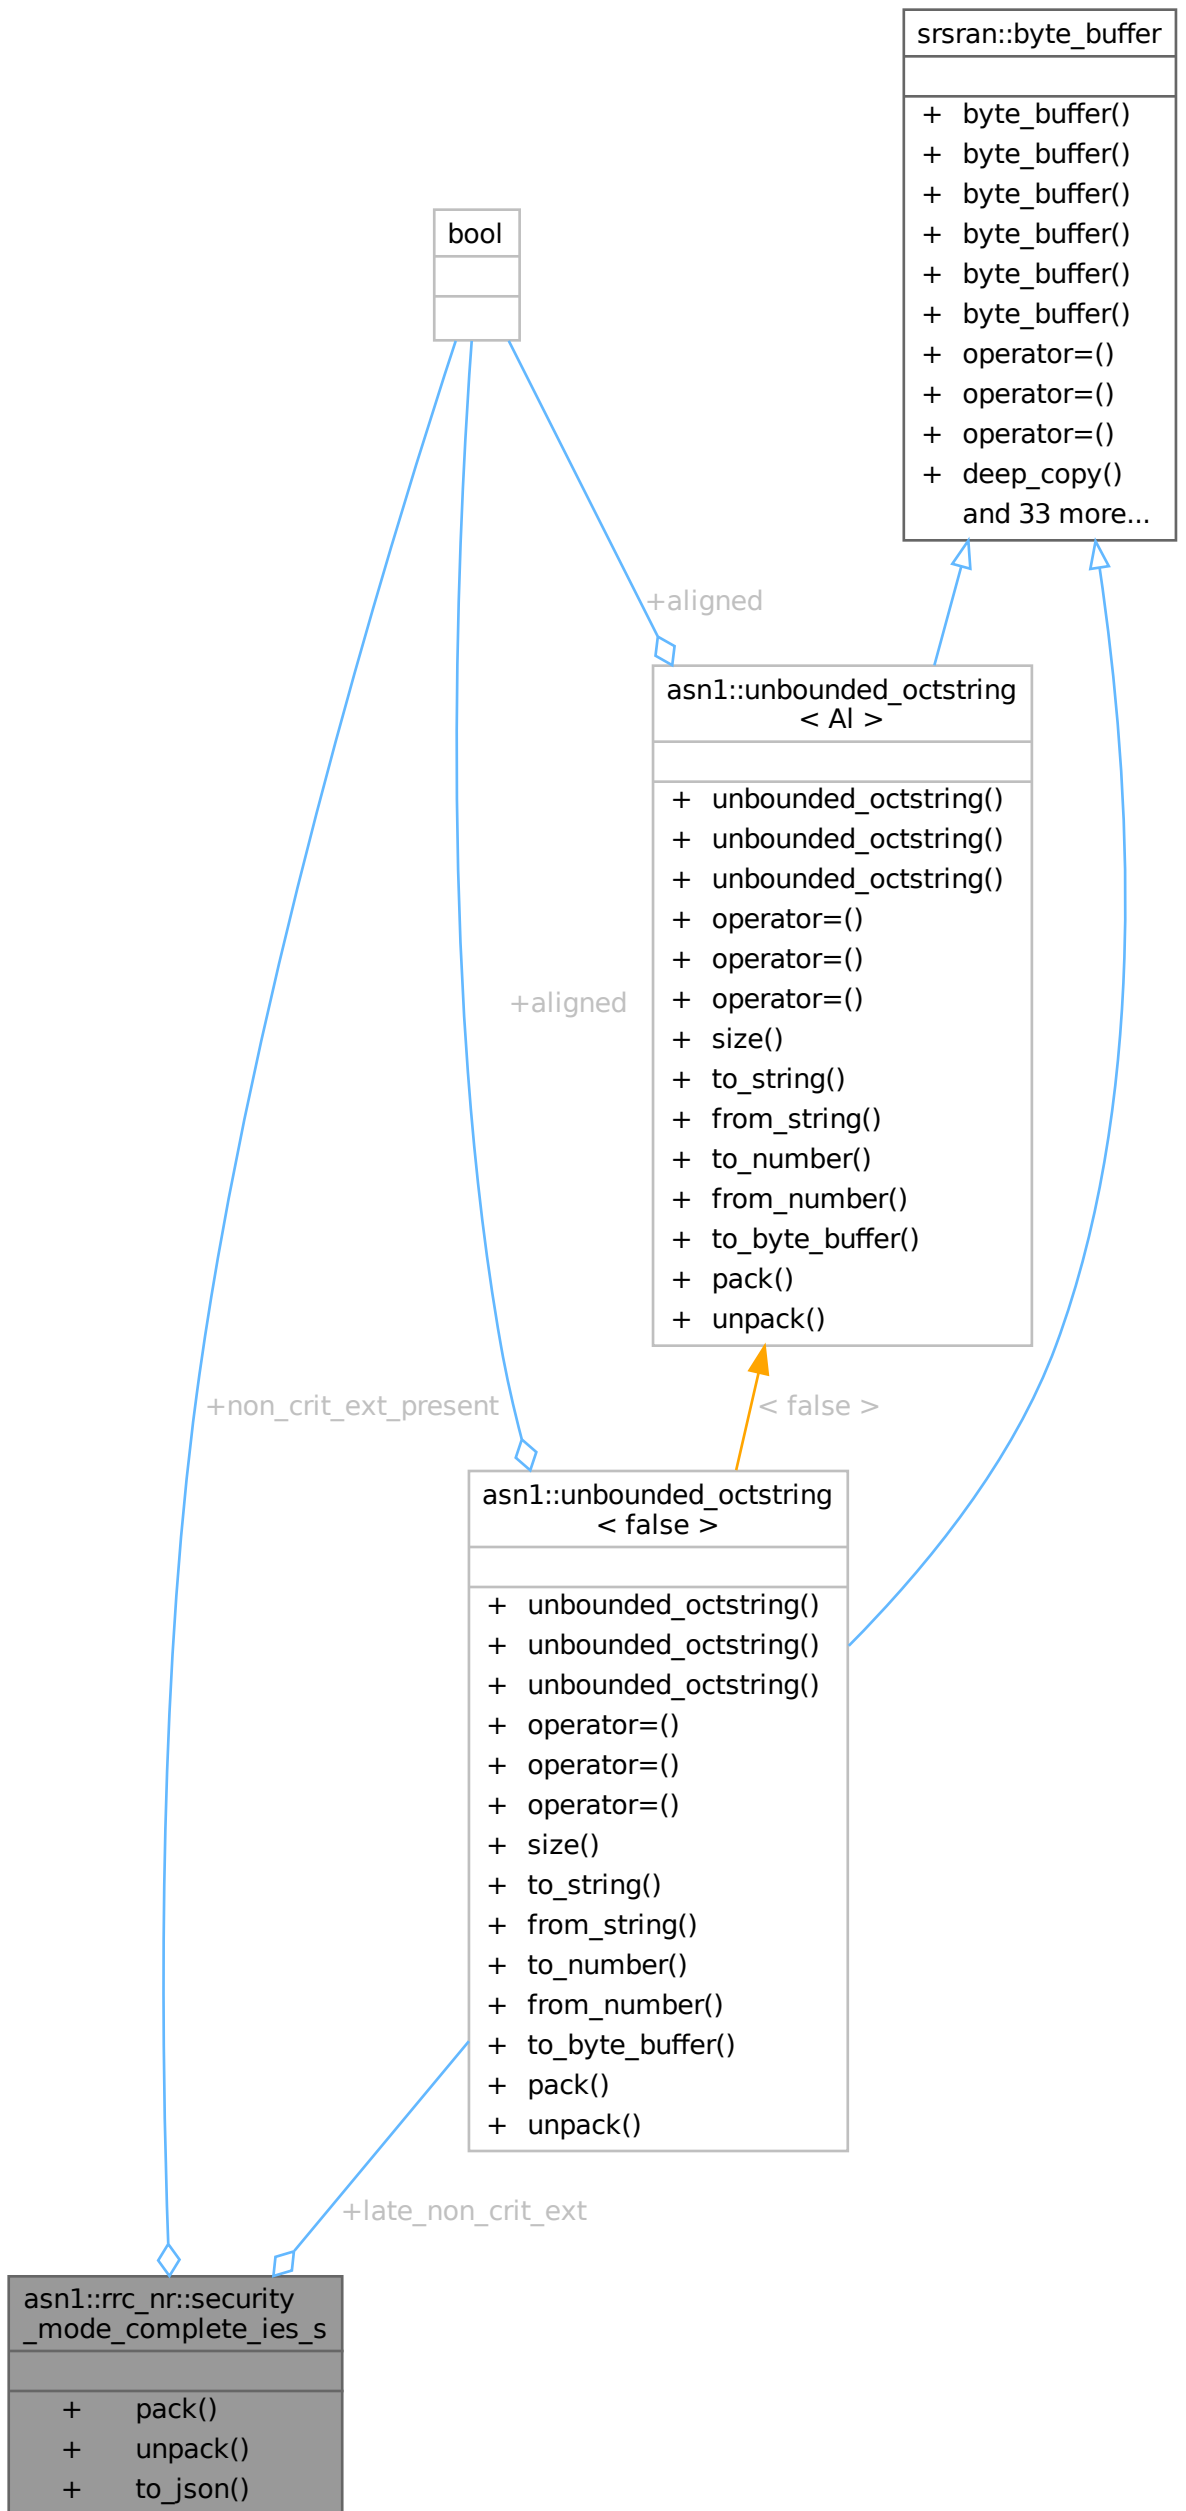 srsran::byte_buffer
+ byte_buffer()
+ byte_buffer()
+ byte_buffer()
+ byte_buffer()
+ byte_buffer()
+ byte_buffer()
+ operator=()
+ operator=()
+ operator=()
+ deep_copy()
and 33 more...
bool
+aligned
asn1::unbounded_octstring
< Al >
+ unbounded_octstring()
+ unbounded_octstring()
+ unbounded_octstring()
+ operator=()
+ operator=()
+ operator=()
+ size()
+ to_string()
+ from_string()
+ to_number()
+ from_number()
+ to_byte_buffer()
+ pack()
+ unpack()
+aligned
+non_crit_ext_present
< false >
asn1::unbounded_octstring
< false >
+ unbounded_octstring()
+ unbounded_octstring()
+ unbounded_octstring()
+ operator=()
+ operator=()
+ operator=()
+ size()
+ to_string()
+ from_string()
+ to_number()
+ from_number()
+ to_byte_buffer()
+ pack()
+ unpack()
+late_non_crit_ext
asn1::rrc_nr::security
_mode_complete_ies_s
+ pack()
+ unpack()
+ to_json()